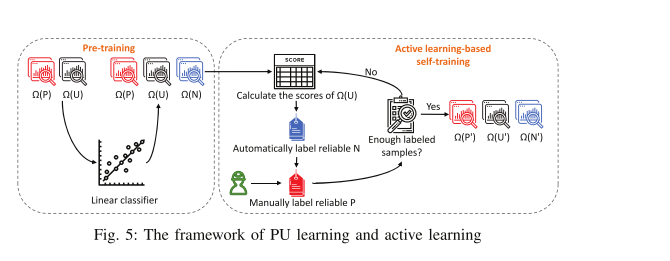 Pre-training
Active learning-based
self-training
Ω(P) Ω(U) Ω(P) Ω(U) Ω(N)
Linear classifier
SCORE
Calculate the scores of Ω(U)
Automatically label reliable N
Manually label reliable P
No
Enough labeled
samples?
Yes
Ω(P') Ω(U') Ω(N')
Fig. 5: The framework of PU learning and active learning